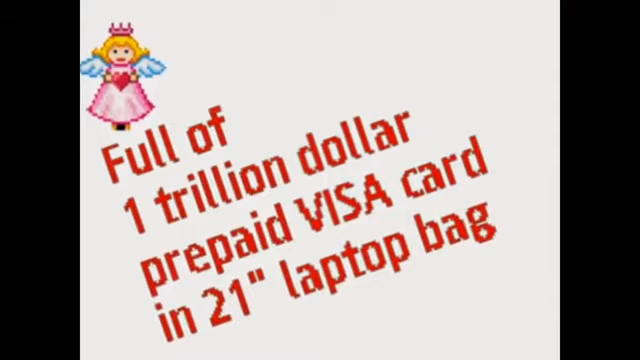 Full of
1 trillion dollar
prepaid VISA card
in 21" laptop bag